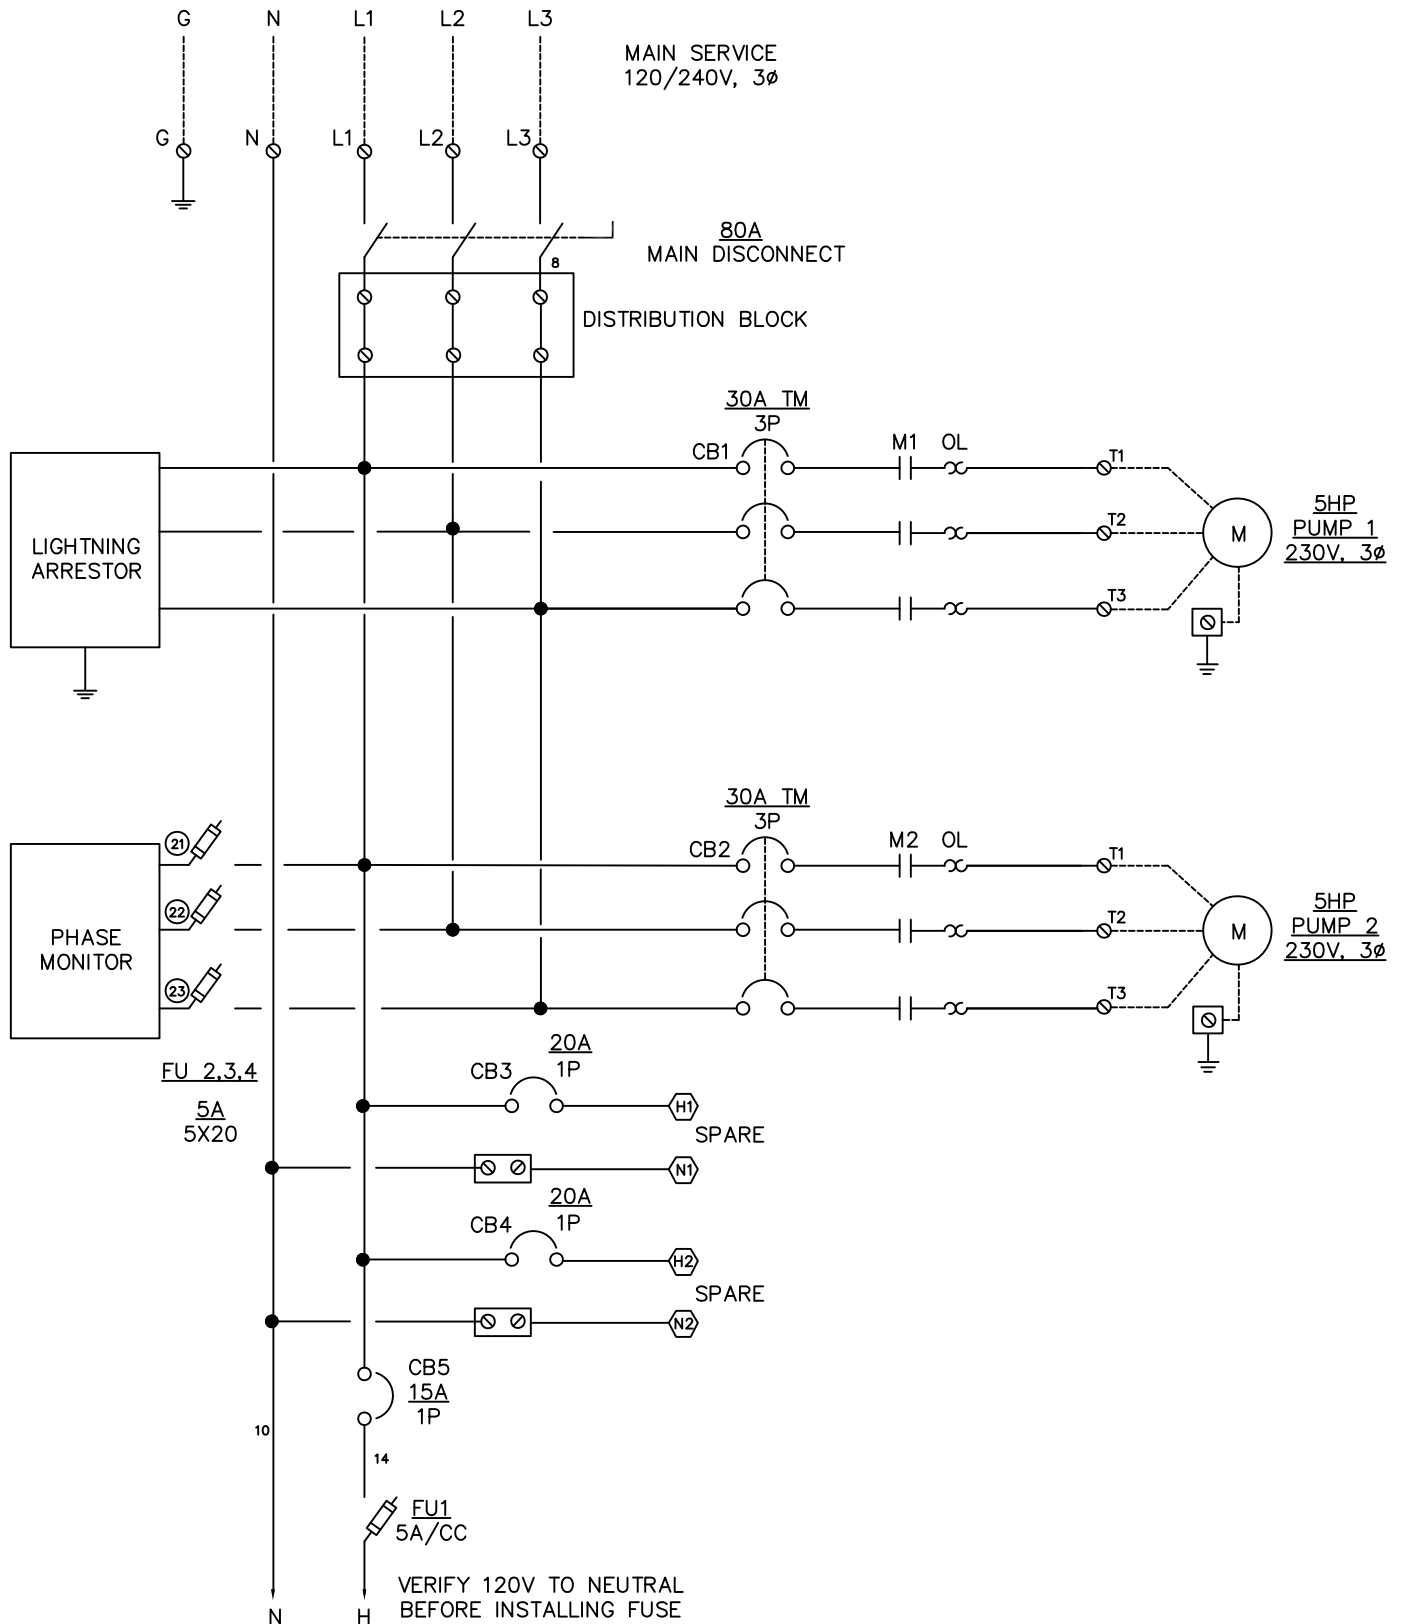 G N L1 L2 L3
MAIN SERVICE
120/240V, 3ø
G N L1 L2 L3
80A
MAIN DISCONNECT
8
DISTRIBUTION BLOCK
30A TM
3P
CB1 M1 OL T1
T2
T3
M
5HP
PUMP 1
230V, 3ø
LIGHTNING
ARRESTOR
30A TM
3P
CB2 M2 OL T1
T2
T3
M
5HP
PUMP 2
230V, 3ø
21
22
23
PHASE
MONITOR
FU 2,3,4
5A
5X20
20A
1P
CB3
H1
SPARE
N1
20A
1P
CB4
H2
SPARE
N2
CB5
15A
1P
10
14
FU1
5A/CC
VERIFY 120V TO NEUTRAL
BEFORE INSTALLING FUSE
N H